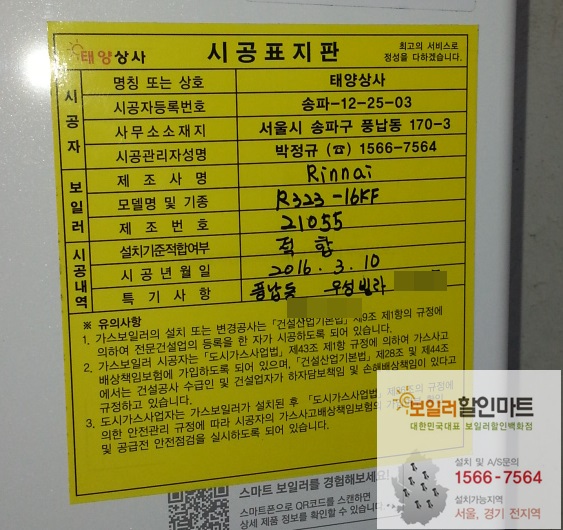 태양상사
시공표지판
최고의 서비스로
정성을 다하겠습니다.
시공자
명칭 또는 상호 태양상사
시공자등록번호 송파-12-25-03
사무소소재지 서울시 송파구 풍납동 170-3
시공관리자성명 박정규 (☎) 1566-7564
보일러
제 조 사 명 Rinnai
모델명 및 기종 R323-16KF
제 조 번 호 21055
시공내역
설치기준적합여부 적 합
시 공 년 월 일 2016. 3. 10
특 기 사 항 풍납동 우성빌라
※ 유의사항
1. 가스보일러의 설치 또는 변경공사는 「건설산업기본법」 제9조 제1항의 규정에
의하여 전문건설업의 등록을 한 자가 시공하도록 되어 있습니다.
2. 가스보일러 시공자는 「도시가스사업법」 제43조 제1항 규정에 의하여 가스사고
배상책임보험에 가입하도록 되어 있으며, 「건설산업기본법」 제28조 및 제44조
에서는 건설공사 수급인 및 건설업자가 하자담보책임 및 손해배상책임이 있다고
규정하고 있습니다.
3. 도시가스사업자는 가스보일러가 설치된 후 「도시가스사업법」 규정에
의한 안전관리 규정에 따라 시공자의 가스사고배상책임보험의
및 공급전 안전점검을 실시하도록 되어 있습니다.
스마트 보일러를 경험해보세요!
스마트폰으로 QR코드를 스캔하면
상세 제품 정보를 확인할 수 있습니다.
보일러할인마트
대한민국대표 보일러할인백화점
설치 및 A/S문의
1566-7564
설치가능지역
서울, 경기 전지역